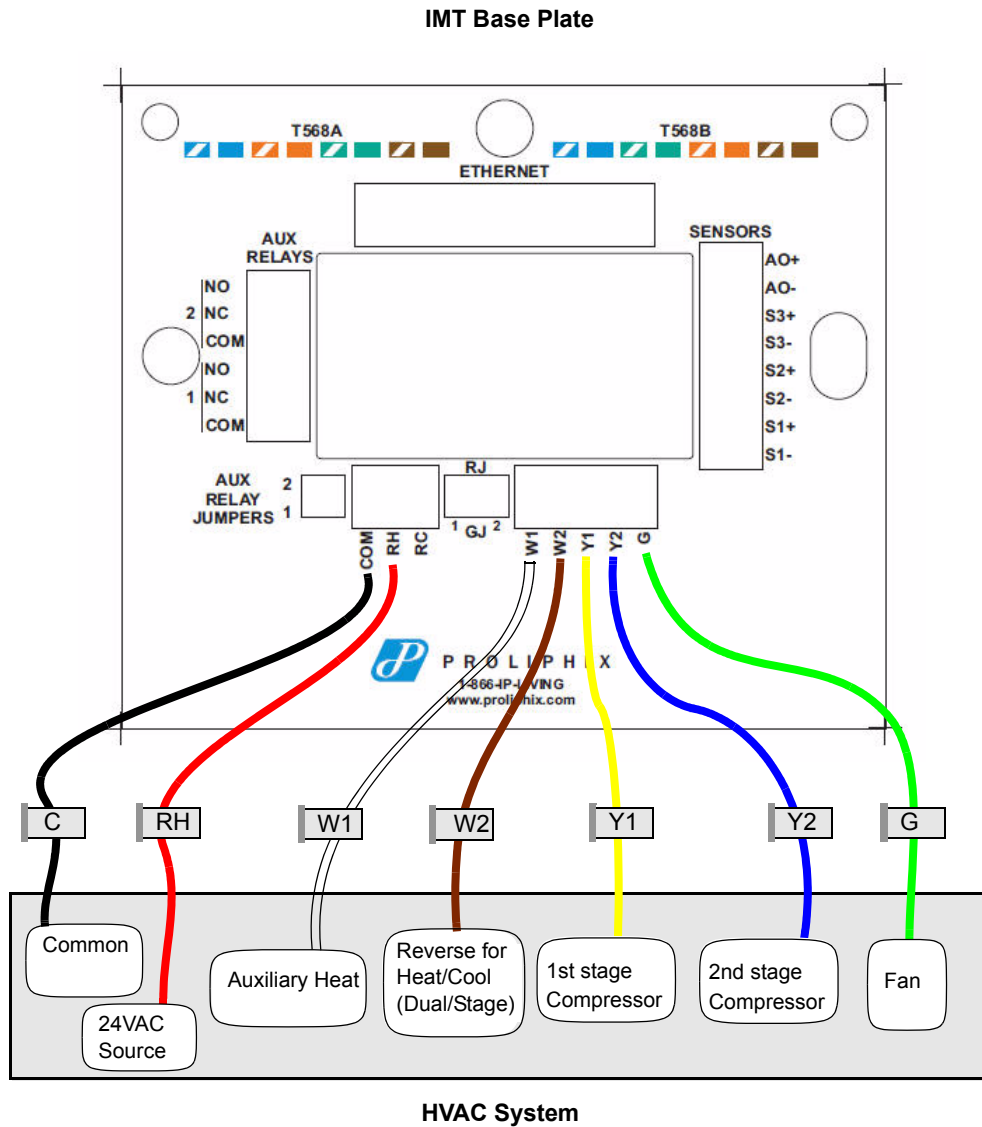 IMT Base Plate
T568A
T568B
ETHERNET
AUX
RELAYS
SENSORS
NO
2 NC
COM
NO
1 NC
COM
AO+
AO-
S3+
S3-
S2+
S2-
S1+
S1-
AUX
RELAY
JUMPERS
2
1
RJ
1 GJ 2
COM
RH
RC
W1
W2
Y1
Y2
G
PROLIPHIX
1-866-IP-LIVING
www.proliphix.com
C
RH
W1
W2
Y1
Y2
G
Common
24VAC
Source
Auxiliary Heat
Reverse for
Heat/Cool
(Dual/Stage)
1st stage
Compressor
2nd stage
Compressor
Fan
HVAC System